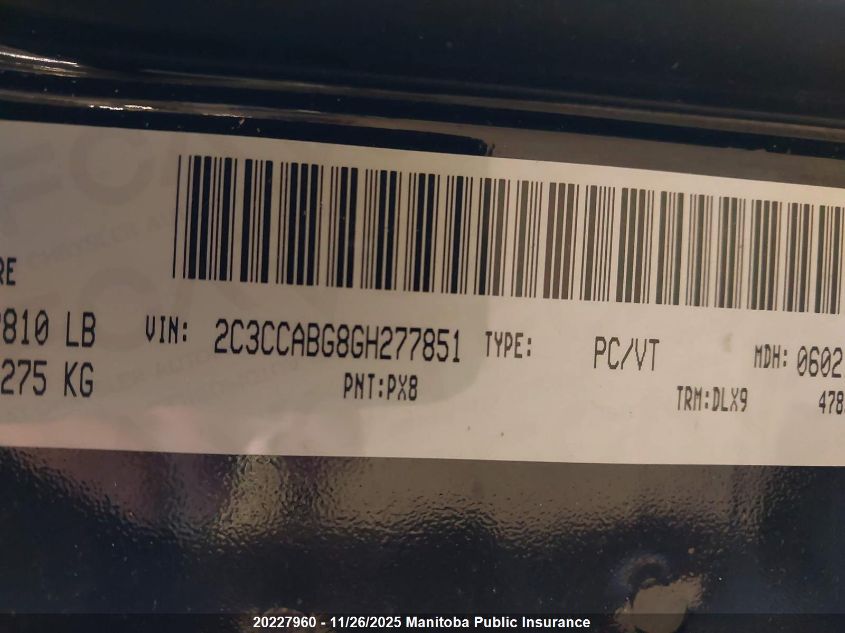 RE
810 LB VIN: 2C3CCABG8GH277851 TYPE: PC/VT MDH: 0602
275 KG PNT:PX8 TRM:DLX9 478
20227960 - 11/26/2025 Manitoba Public Insurance